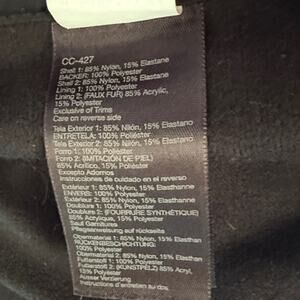 CC-427
Shell 1: 85% Nylon, 15% Elastane
BACKER: 100% Polyester
Shell 2: 85% Nylon, 15% Elastane
Lining 1: 100% Polyester
Lining 2: (FAUX FUR) 85% Acrylic,
15% Polyester
Exclusive of Trims
Care on reverse side
Tela Exterior 1: 85% Nilón, 15% Elastano
ENTRETELA: 100% Poliéster
Tela Exterior 2: 85% Nilón, 15% Elastano
Forro 1: 100% Poliéster
Forro 2: (IMITACIÓN DE PIEL)
85% Acrílico, 15% Poliéster
Excepto Adornos
Instrucciones de cuidado en el reverso
Extérieur 1: 85% Nylon, 15% Elasthanne
ENVERS: 100% Polyester
Extérieur 2: 85% Nylon, 15% Elasthanne
Doublure 1: 100% Polyester
Doublure 2: (FOURRURE SYNTHÉTIQUE)
85% Acrylique, 15% Polyester
Sauf Garnitures
Pflegeanweisung auf rückseite
Obermaterial 1: 85% Nylon, 15% Elasthan
RÜCKENBESCHICHTUNG:
100% Polyester
Obermaterial 2: 85% Nylon, 15% Elasthan
Futterstoff 1: 100% Polyester
Futterstoff 2: (KUNSTPELZ) 85% Acryl,
15% Polyester
Ausser Verzierung